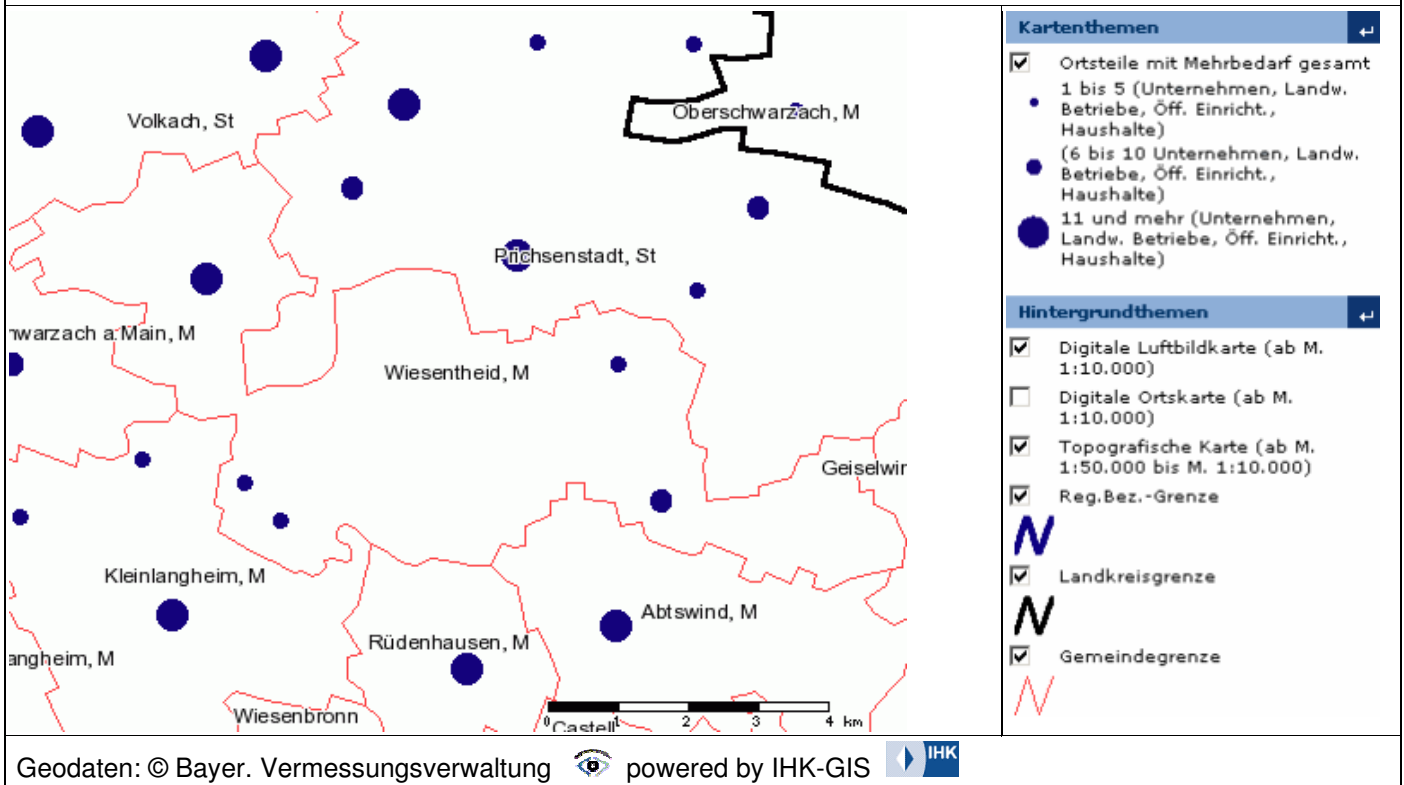 Volkach, St
Oberschwarzach, M
Prichsenstadt, St
hwarzach a Main, M
Wiesentheid, M
Geiselwir
Kleinlangheim, M
Abtswind, M
Rüdenhausen, M
angheim, M
Wiesenbronn
Castell
0 1 2 3 4 km
Kartenthemen
Ortsteile mit Mehrbedarf gesamt
1 bis 5 (Unternehmen, Landw.
Betriebe, Öff. Einricht.,
Haushalte)
(6 bis 10 Unternehmen, Landw.
Betriebe, Öff. Einricht.,
Haushalte)
11 und mehr (Unternehmen,
Landw. Betriebe, Öff. Einricht.,
Haushalte)
Hintergrundthemen
Digitale Luftbildkarte (ab M.
1:10.000)
Digitale Ortskarte (ab M.
1:10.000)
Topografische Karte (ab M.
1:50.000 bis M. 1:10.000)
Reg.Bez.-Grenze
Landkreisgrenze
Gemeindegrenze
Geodaten: © Bayer. Vermessungsverwaltung powered by IHK-GIS IHK